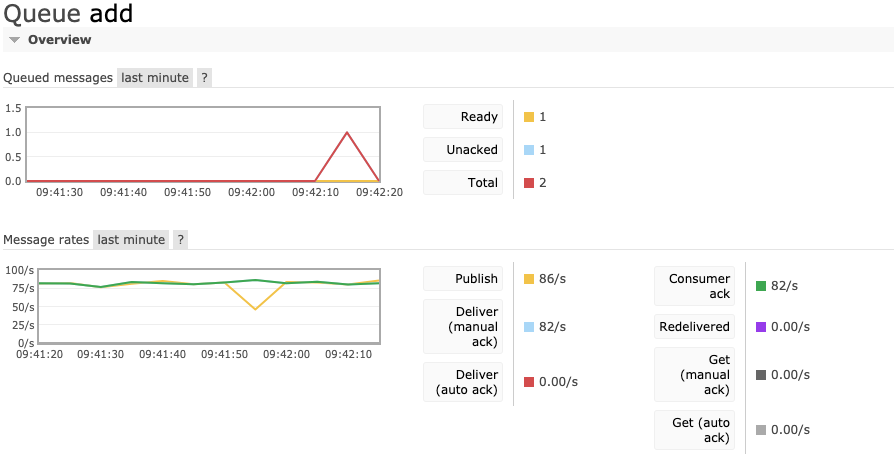 Queue add
Overview
Queued messages last minute ?
1.5
1.0
0.5
0.0
09:41:30 09:41:40 09:41:50 09:42:00 09:42:10 09:42:20
Ready 1
Unacked 1
Total 2
Message rates last minute ?
100/s
75/s
50/s
25/s
0/s
09:41:20 09:41:30 09:41:40 09:41:50 09:42:00 09:42:10
Publish 86/s
Deliver
(manual 82/s
ack)
Deliver
(auto ack) 0.00/s
Consumer
ack 82/s
Redelivered 0.00/s
Get
(manual 0.00/s
ack)
Get (auto
ack) 0.00/s